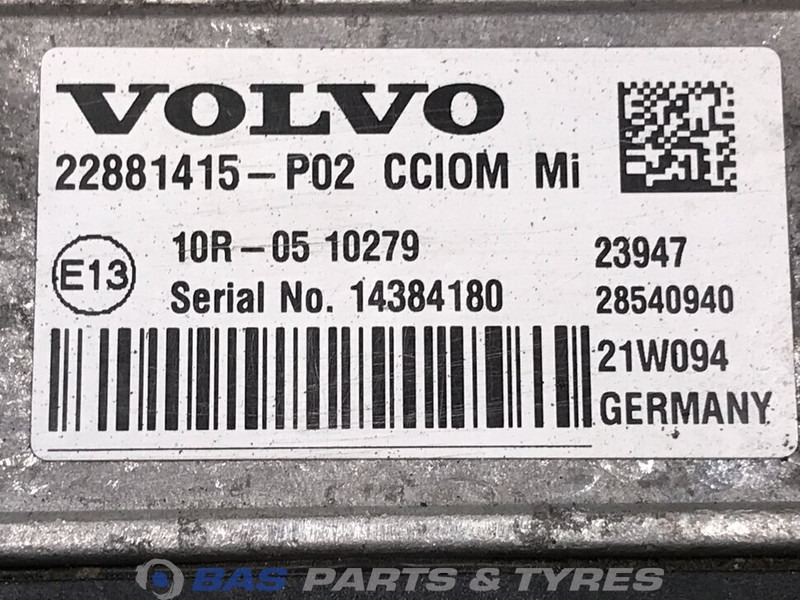 VOLVO
22881415-P02 CCIOM Mi
10R-05 10279 23947
E13 Serial No. 14384180 28540940
21W094
GERMANY
BAS PARTS & TYRES